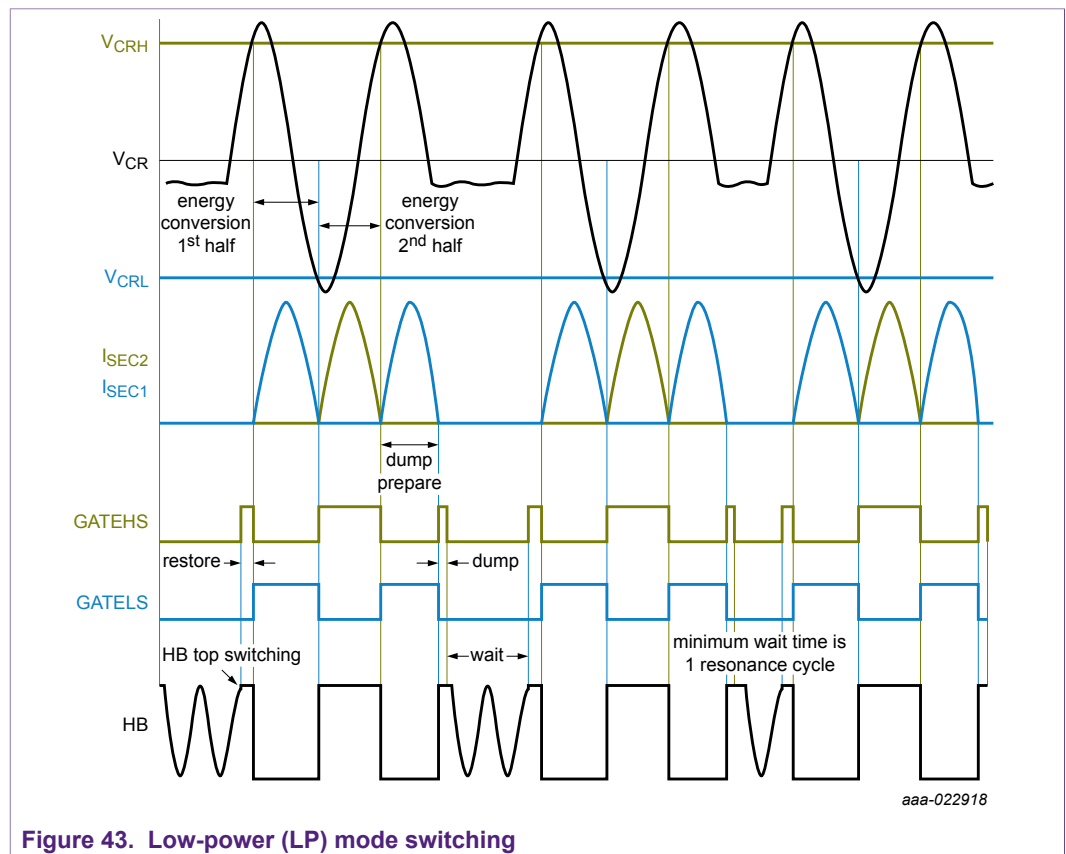 VCRH
VCR
energy
conversion
1st half
energy
conversion
2nd half
VCRL
ISEC2
ISEC1
dump
prepare
GATEHS
restore
dump
GATELS
minimum wait time is
1 resonance cycle
HB top switching
wait
HB
aaa-022918
Figure 43. Low-power (LP) mode switching